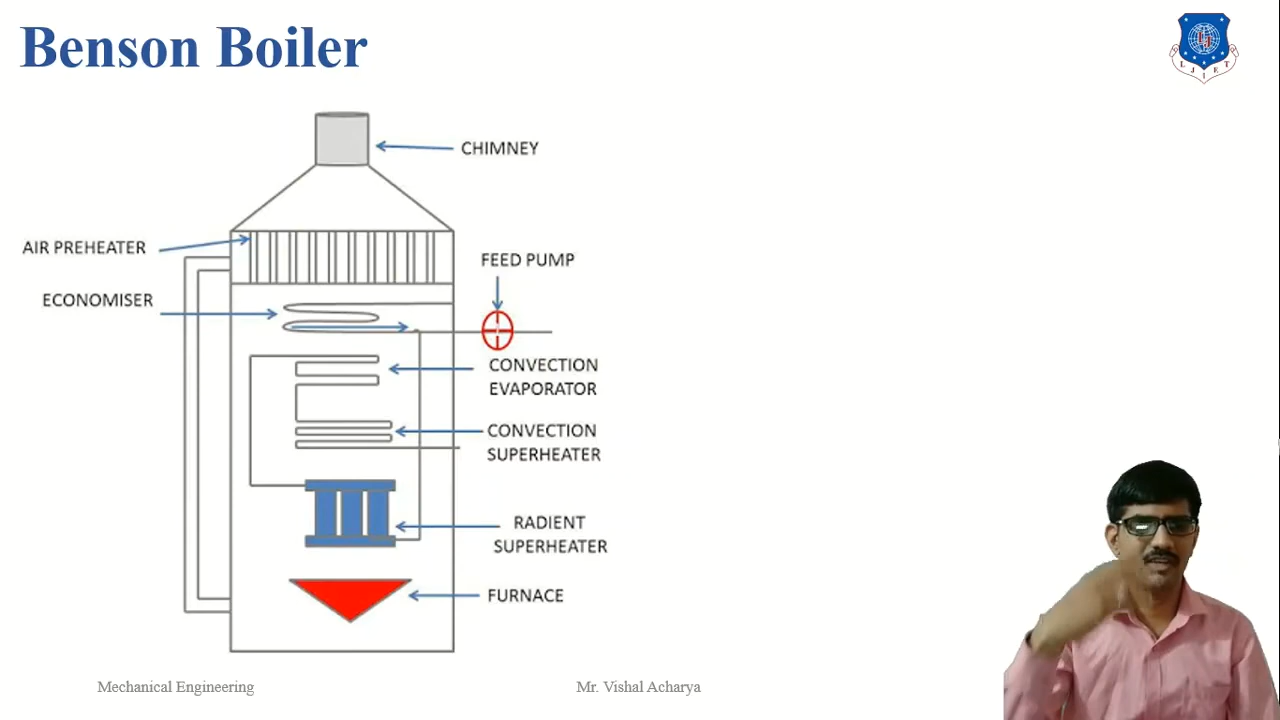 Benson Boiler
L J I E T
CHIMNEY
AIR PREHEATER
FEED PUMP
ECONOMISER
CONVECTION
EVAPORATOR
CONVECTION
SUPERHEATER
RADIENT
SUPERHEATER
FURNACE
Mechanical Engineering
Mr. Vishal Acharya